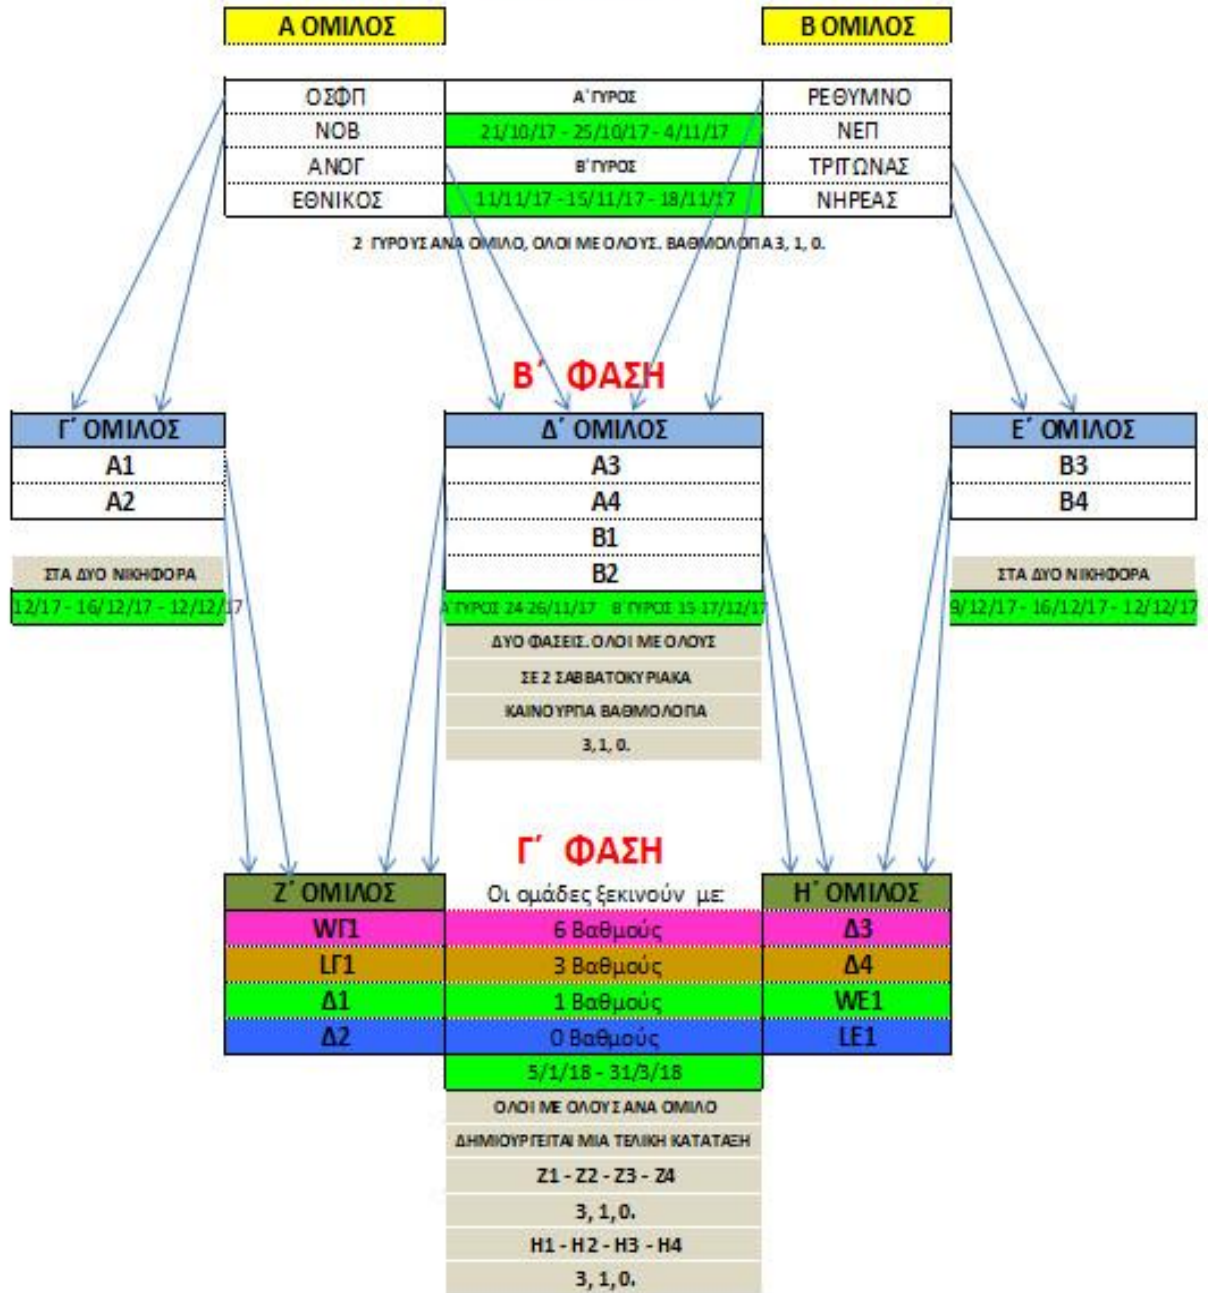 Α ΟΜΙΛΟΣ Β ΟΜΙΛΟΣ
ΟΣΦΠ Α΄ ΓΥΡΟΣ ΡΕΘΥΜΝΟ
ΝΟΒ 21/10/17 - 25/10/17 - 4/11/17 ΝΕΠ
ΑΝΟΓ Β΄ ΓΥΡΟΣ ΤΡΙΤΩΝΑΣ
ΕΘΝΙΚΟΣ 11/11/17 - 15/11/17 - 18/11/17 ΝΗΡΕΑΣ
2 ΓΥΡΟΥΣ ΑΝΑ ΟΜΙΛΟ, ΟΛΟΙ ΜΕ ΟΛΟΥΣ. ΒΑΘΜΟΛΟΓΙΑ 3, 1, 0.
Β΄ ΦΑΣΗ
Γ΄ ΟΜΙΛΟΣ Δ΄ ΟΜΙΛΟΣ Ε΄ ΟΜΙΛΟΣ
Α1 Α3 Β3
Α2 Α4 Β4
Β1
ΣΤΑ ΔΥΟ ΝΙΚΗΦΟΡΑ Β2 ΣΤΑ ΔΥΟ ΝΙΚΗΦΟΡΑ
12/17 - 16/12/17 - 12/12/17 Α΄ ΓΥΡΟΣ 24-26/11/17 Β΄ ΓΥΡΟΣ 15-17/12/17 9/12/17 - 16/12/17 - 12/12/17
ΔΥΟ ΦΑΣΕΙΣ. ΟΛΟΙ ΜΕ ΟΛΟΥΣ
ΣΕ 2 ΣΑΒΒΑΤΟΚΥΡΙΑΚΑ
ΚΑΙΝΟΥΡΓΙΑ ΒΑΘΜΟΛΟΓΙΑ
3, 1, 0.
Γ΄ ΦΑΣΗ
Ζ΄ ΟΜΙΛΟΣ Οι ομάδες ξεκινούν με: Η΄ ΟΜΙΛΟΣ
WΓ1 6 Βαθμούς Δ3
LΓ1 3 Βαθμούς Δ4
Δ1 1 Βαθμούς WE1
Δ2 0 Βαθμούς LE1
5/1/18 - 31/3/18
ΟΛΟΙ ΜΕ ΟΛΟΥΣ ΑΝΑ ΟΜΙΛΟ
ΔΗΜΙΟΥΡΓΕΙΤΑΙ ΜΙΑ ΤΕΛΙΚΗ ΚΑΤΑΤΑΞΗ
Ζ1 - Ζ2 - Ζ3 - Ζ4
3, 1, 0.
Η1 - Η2 - Η3 - Η4
3, 1, 0.